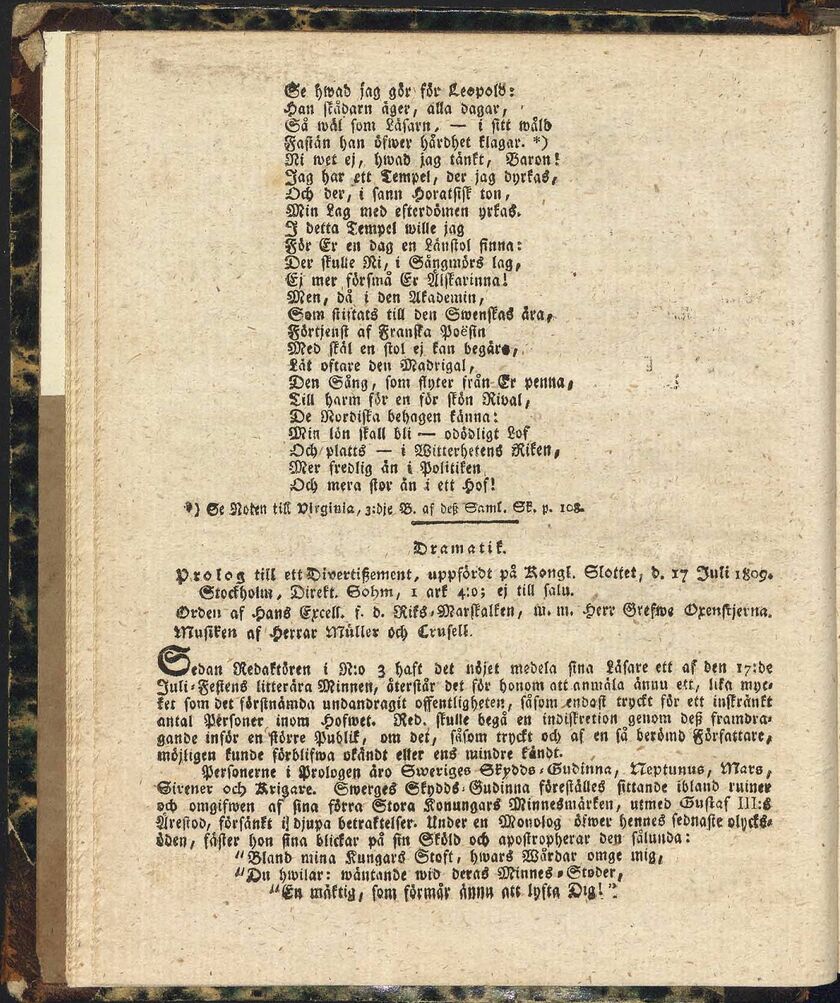 Se hwad jag gör för Leopold:
Han skådarn äger, alla dagar,
Så wäl som Läsarn, — i sitt wåld
Fastän han öfwer hårdhet klagar. *)
Ni wet ej, hwad jag tänkt, Baron!
Jag har ett Tempel, der jag dyrkas,
Och der, i sann Horatsisk ton,
Min Lag med efterdömen yrkas.
I detta Tempel wille jag
För Er en dag en Länstol finna:
Der skulle Ni, i Sångmörs lag,
Ej mer försmå Er Älskarinna!
Men, då i den Akademin,
Som stiftats till den Swenskas ära,
Förtjenst af Franska Poësin
Med skäl en stol ej kan begära,
Låt oftare den Madrigal,
Den Sång, som flyter från Er penna,
Till harm för en för skön Rival,
De Nordiska behagen känna:
Min lön skall bli — odödligt Lof
Och platts — i Witterhetens Riken,
Mer fredlig än i Politiken
Och mera stor än i ett Hof!
*) Se Noten till Virginia, 3:dje B. af deß Saml. Sk. p. 108.
Dramatik.
Prolog till ett Divertißement, uppfördt på Kongl. Slottet, d. 17 Juli 1809.
Stockholm, Direkt. Sohm, 1 ark 4:o; ej till salu.
Orden af Hans Excell. f. d. Riks-Marskalken, m. m. Herr Grefwe Oxenstjerna.
Musiken af Herrar Müller och Crusell.
Sedan Redaktören i N:o 3 haft det nöjet medela sina Läsare ett af den 17:de
Juli-Festens litterära Minnen, återstår det för honom att anmäla ännu ett, lika myc-
ket som det förstnämda undandragit offentligheten, såsom endast tryckt för ett inskränkt
antal Personer inom Hofwet. Red. skulle begå en indiskretion genom deß framdra-
gande inför en större Publik, om det, såsom tryckt och af en så berömd Författare,
möjligen kunde förblifwa okändt eller ens mindre kändt.
Personerne i Prologen äro Sweriges Skydds-Gudinna, Neptunus, Mars,
Sirener och Krigare. Swerges Skydds-Gudinna föreställes sittande ibland ruiner
och omgifwen af sina förra Stora Konungars Minnesmärken, utmed Gustaf III:s
Ärestod, försänkt i djupa betraktelser. Under en Monolog öfwer hennes sednaste olycks-
öden, fäster hon sina blickar på sin Sköld och apostropherar den sålunda:
"Bland mina Kungars Stoft, hwars Wårdar omge mig,
"Du hwilar: wäntande wid deras Minnes-Stoder,
"En mäktig, som förmår ännu att lyfta Dig!"